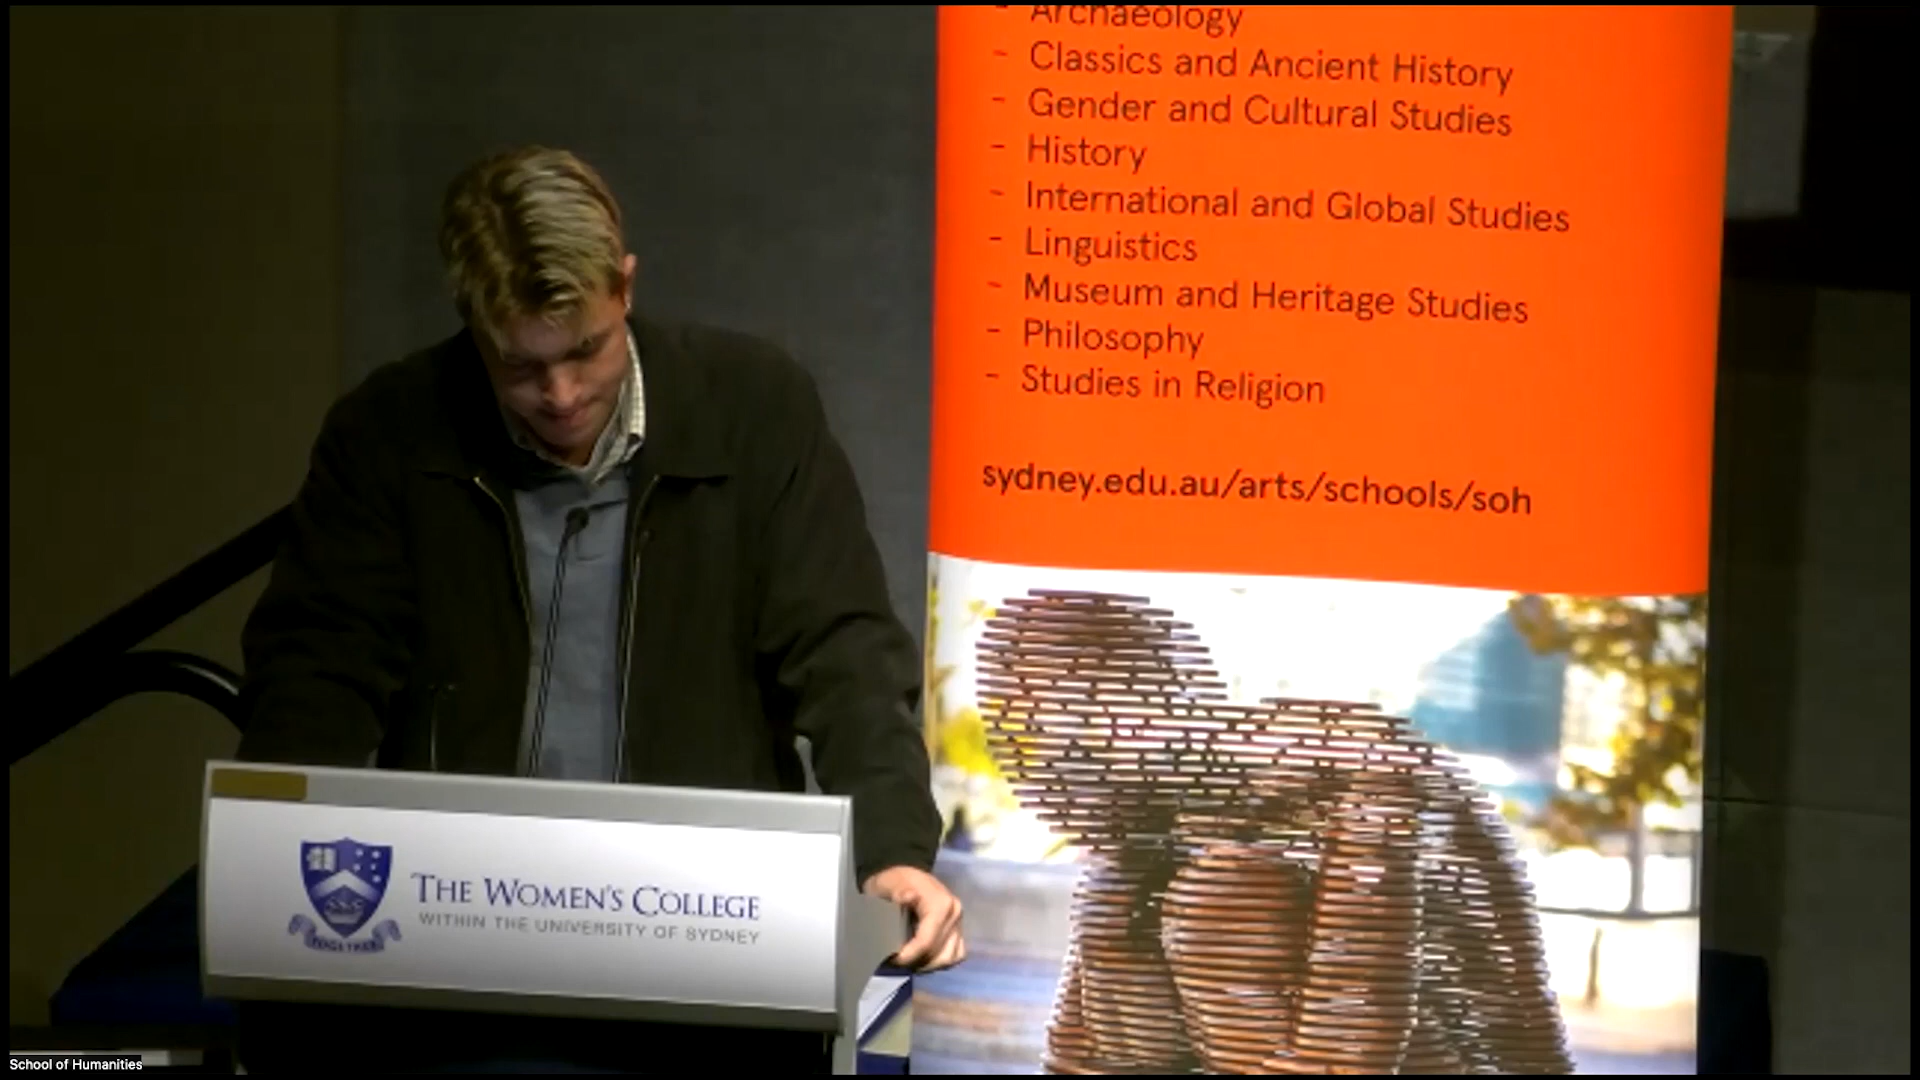 - Archaeology
- Classics and Ancient History
- Gender and Cultural Studies
- History
- International and Global Studies
- Linguistics
- Museum and Heritage Studies
- Philosophy
- Studies in Religion
sydney.edu.au/arts/schools/soh
THE WOMEN'S COLLEGE
WITHIN THE UNIVERSITY OF SYDNEY
TOGETHER
School of Humanities